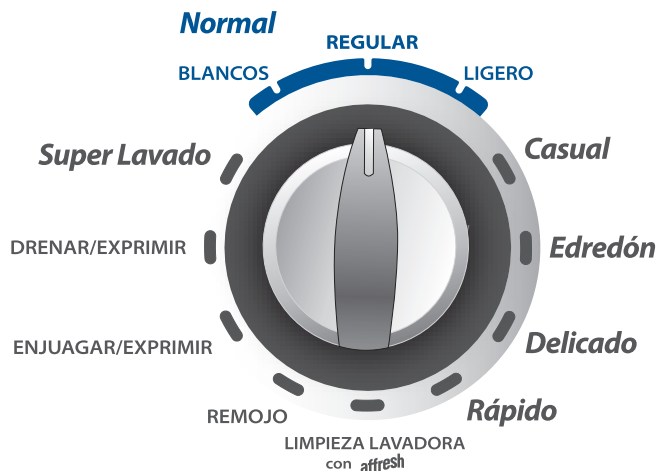 Normal
BLANCOS
REGULAR
LIGERO
Casual
Edredón
Delicado
Rápido
LIMPIEZA LAVADORA
con affresh
REMOJO
ENJUAGAR/EXPRIMIR
DRENAR/EXPRIMIR
Super Lavado